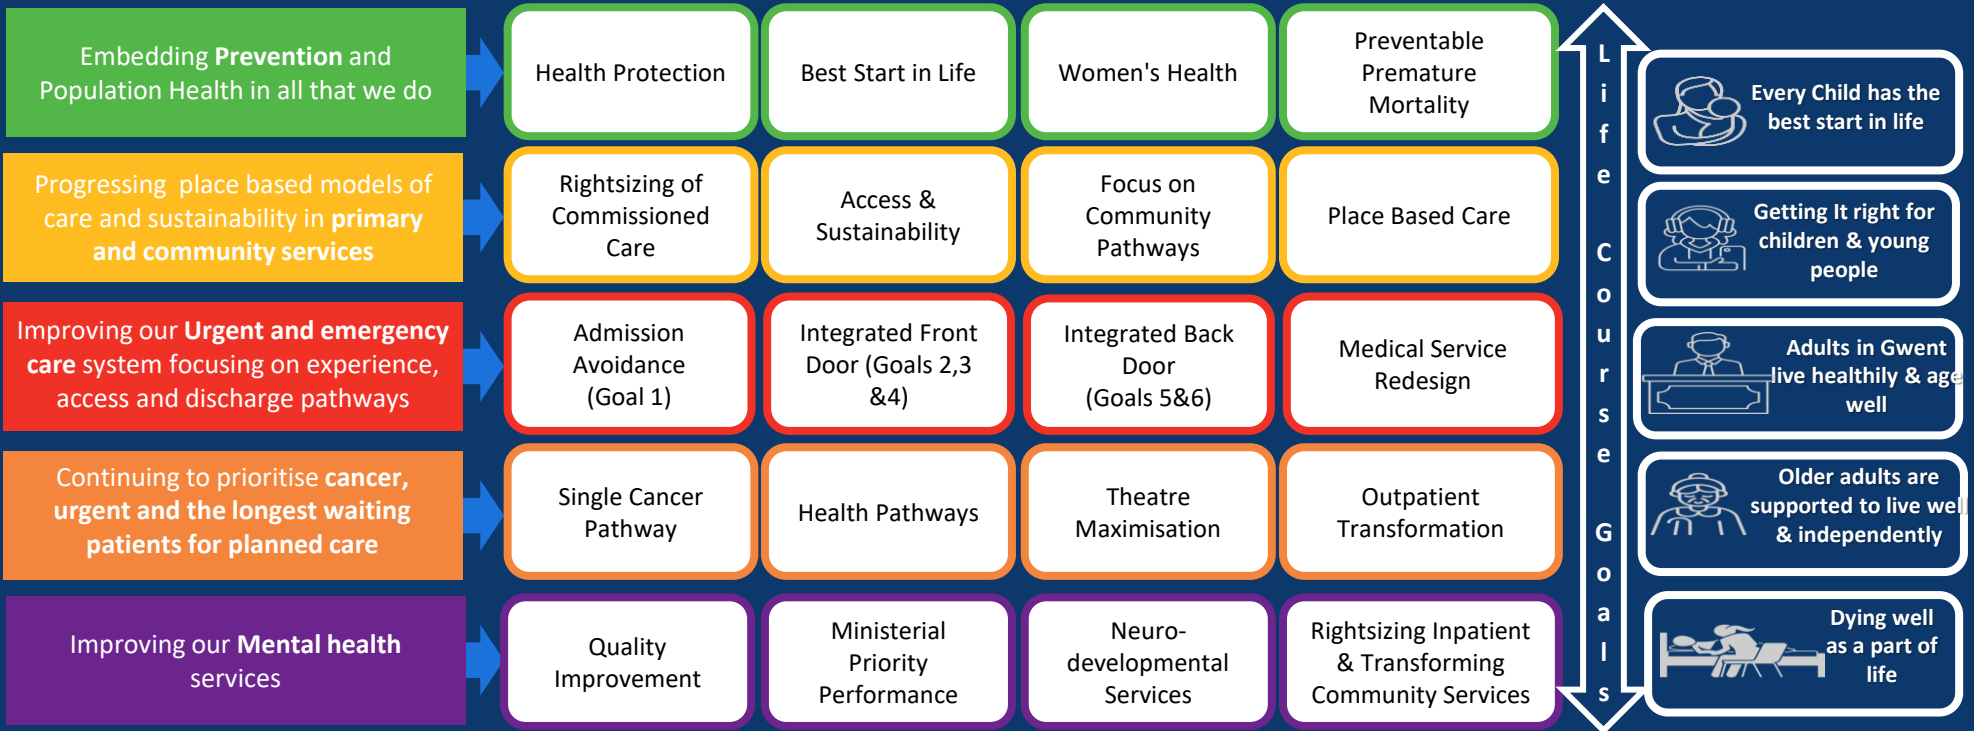 Embedding Prevention and
Population Health in all that we do
Health Protection
Best Start in Life
Women's Health
Preventable
Premature
Mortality
Progressing place based models of
care and sustainability in primary
and community services
Rightsizing of
Commissioned
Care
Access &
Sustainability
Focus on
Community
Pathways
Place Based Care
Improving our Urgent and emergency
care system focusing on experience,
access and discharge pathways
Admission
Avoidance
(Goal 1)
Integrated Front
Door (Goals 2,3
&4)
Integrated Back
Door
(Goals 5&6)
Medical Service
Redesign
Continuing to prioritise cancer,
urgent and the longest waiting
patients for planned care
Single Cancer
Pathway
Health Pathways
Theatre
Maximisation
Outpatient
Transformation
Improving our Mental health
services
Quality
Improvement
Ministerial
Priority
Performance
Neuro-
developmental
Services
Rightsizing Inpatient
& Transforming
Community Services
Life Course Goals
Every Child has the
best start in life
Getting It right for
children & young
people
Adults in Gwent
live healthily & age
well
Older adults are
supported to live well
& independently
Dying well
as a part of
life